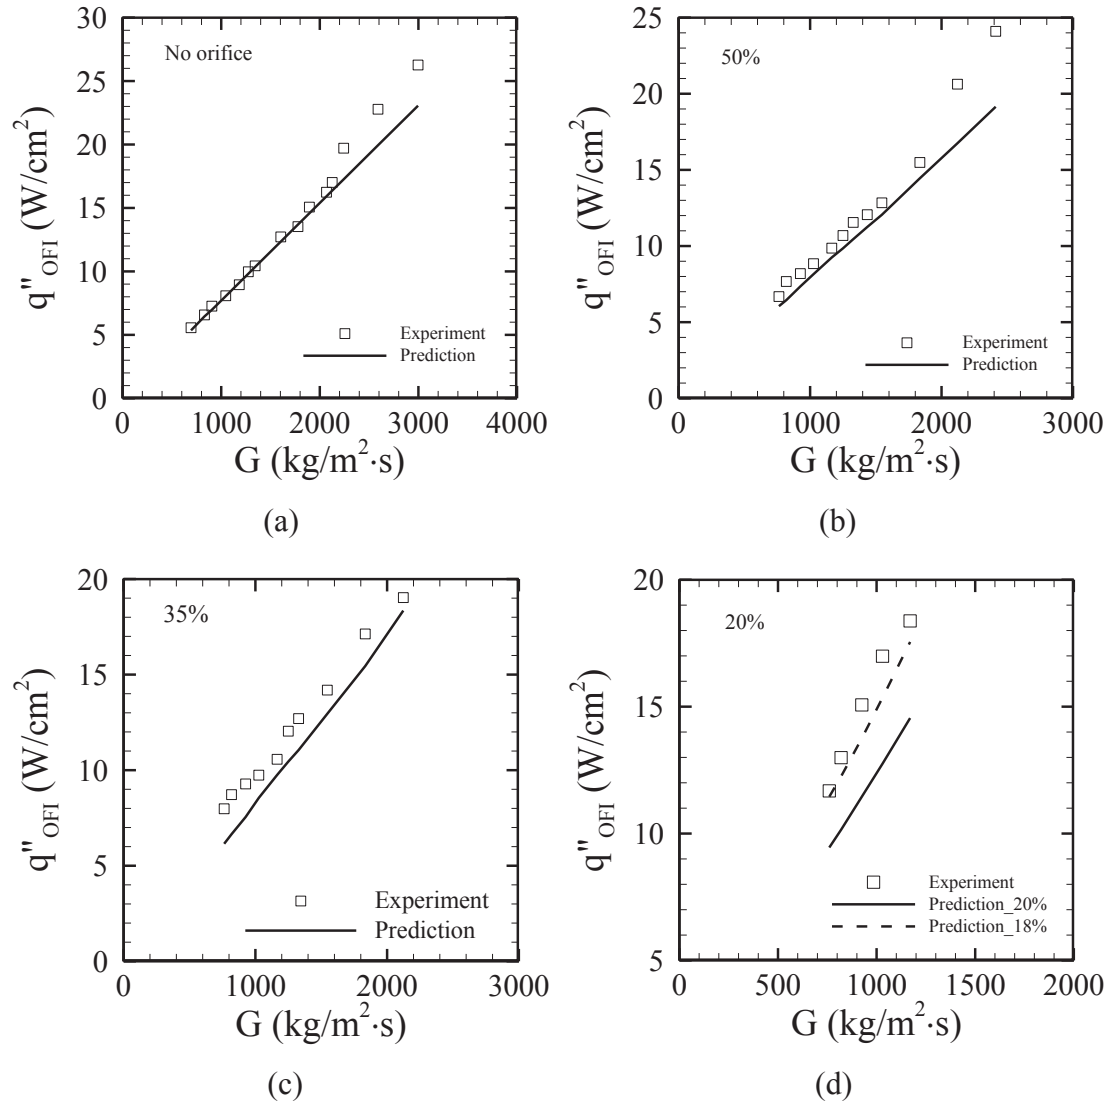 30
25
20
15
10
5
0
q"OFI (W/cm²)
No orifice
Experiment
Prediction
0 1000 2000 3000 4000
G (kg/m²·s)
(a)
25
20
15
10
5
0
q"OFI (W/cm²)
50%
Experiment
Prediction
0 1000 2000 3000
G (kg/m²·s)
(b)
20
15
10
5
0
q"OFI (W/cm²)
35%
Experiment
Prediction
0 1000 2000 3000
G (kg/m²·s)
(c)
20
15
10
5
q"OFI (W/cm²)
20%
Experiment
Prediction_20%
Prediction_18%
0 500 1000 1500 2000
G (kg/m²·s)
(d)